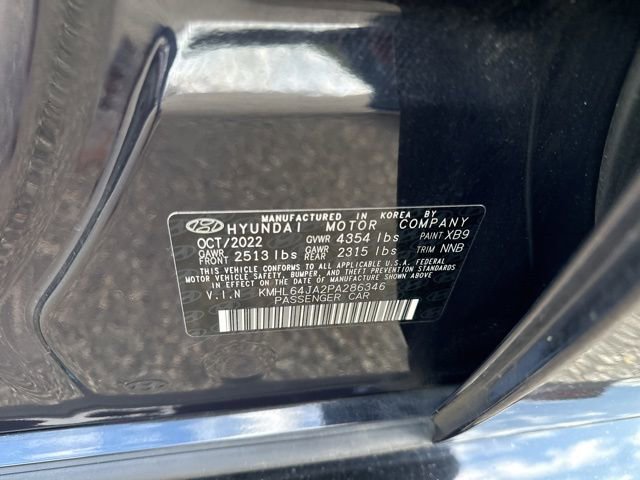 MANUFACTURED IN KOREA BY
HYUNDAI MOTOR COMPANY
OCT/2022 GVWR 4354 lbs PAINT XB9
GAWR FRONT 2513 lbs GAWR REAR 2315 lbs TRIM NNB
THIS VEHICLE CONFORMS TO ALL APPLICABLE U.S.A. FEDERAL
MOTOR VEHICLE SAFETY, BUMPER, AND THEFT PREVENTION STANDARDS
IN EFFECT ON THE DATE OF MANUFACTURE SHOWN ABOVE.
V.I.N KMHL64JA2PA286346
PASSENGER CAR